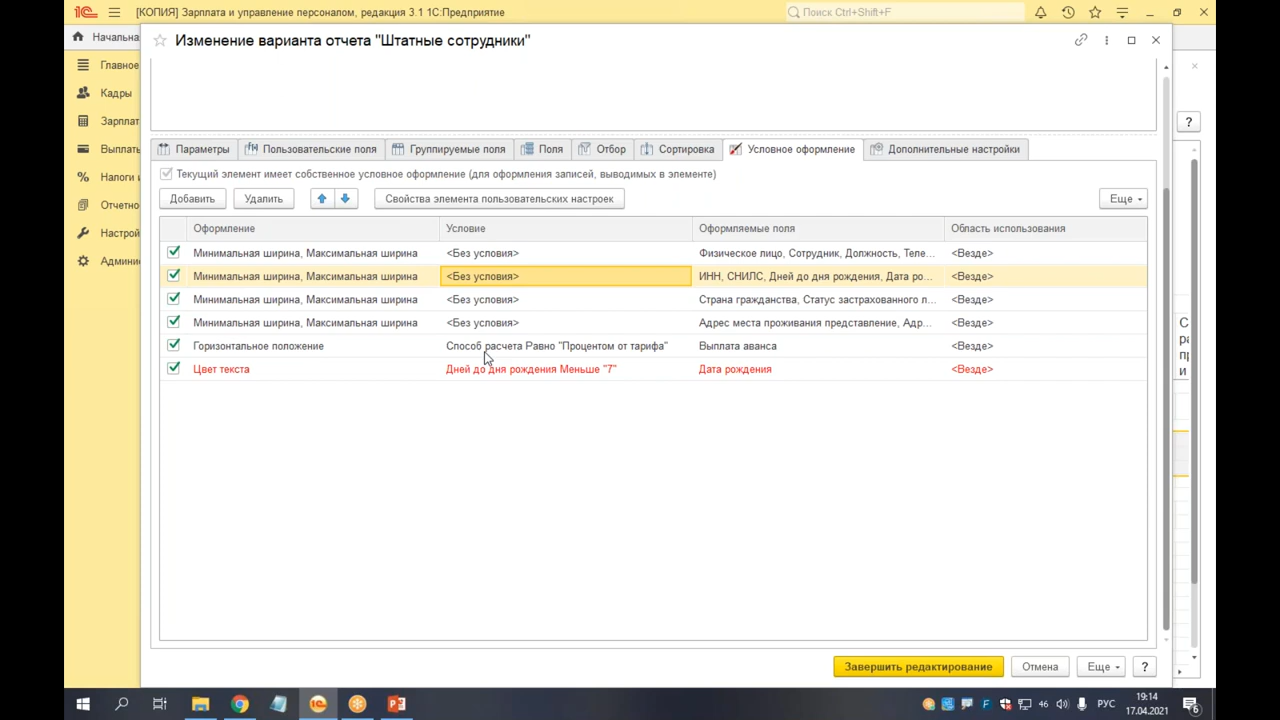 [КОПИЯ] Зарплата и управление персоналом, редакция 3.1 1С:Предприятие
Поиск Ctrl+Shift+F
Начальна
Изменение варианта отчета "Штатные сотрудники"
Главное
Кадры
Зарплат
Выплаты
Налоги и
Отчетно
Настрой
Админи
?
Параметры
Пользовательские поля
Группируемые поля
Поля
Отбор
Сортировка
Условное оформление
Дополнительные настройки
Текущий элемент имеет собственное условное оформление (для оформления записей, выводимых в элементе)
Добавить
Удалить
Свойства элемента пользовательских настроек
Еще
Оформление Условие Оформляемые поля Область использования
Минимальная ширина, Максимальная ширина <Без условия> Физическое лицо, Сотрудник, Должность, Теле... <Везде>
Минимальная ширина, Максимальная ширина <Без условия> ИНН, СНИЛС, Дней до дня рождения, Дата ро... <Везде>
Минимальная ширина, Максимальная ширина <Без условия> Страна гражданства, Статус застрахованного л... <Везде>
Минимальная ширина, Максимальная ширина <Без условия> Адрес места проживания представление, Адр... <Везде>
Горизонтальное положение Способ расчета Равно "Процентом от тарифа" Выплата аванса <Везде>
Цвет текста Дней до дня рождения Меньше "7" Дата рождения <Везде>
С
ра
пр
и
Завершить редактирование
Отмена
Еще
?
46
РУС
19:14
17.04.2021
6